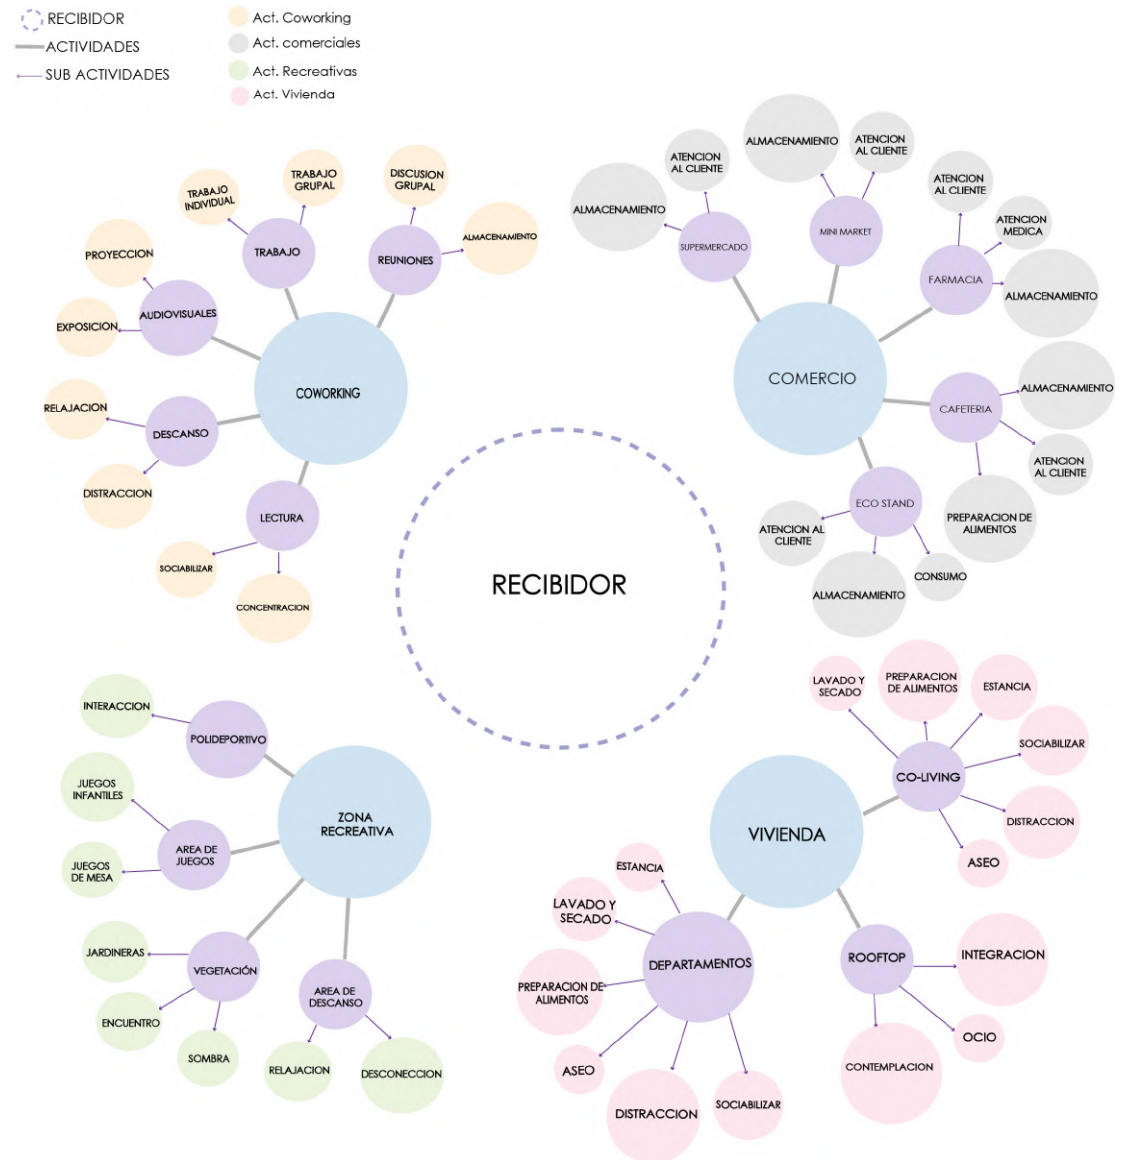 RECIBIDOR
ACTIVIDADES
SUB ACTIVIDADES
Act. Coworking
Act. comerciales
Act. Recreativas
Act. Vivienda
TRABAJO
INDIVIDUAL
TRABAJO
GRUPAL
DISCUSION
GRUPAL
ALMACENAMIENTO
PROYECCION
TRABAJO
REUNIONES
AUDIOVISUALES
EXPOSICION
COWORKING
RELAJACION
DESCANSO
DISTRACCION
LECTURA
SOCIABILIZAR
CONCENTRACION
ALMACENAMIENTO
ATENCION
AL CLIENTE
ALMACENAMIENTO
ATENCION
AL CLIENTE
ATENCION
AL CLIENTE
ATENCION
MEDICA
ALMACENAMIENTO
SUPERMERCADO
MINI MARKET
FARMACIA
COMERCIO
CAFETERIA
ALMACENAMIENTO
ATENCION
AL CLIENTE
PREPARACION DE
ALIMENTOS
ECO STAND
ATENCION AL
CLIENTE
ALMACENAMIENTO
CONSUMO
RECIBIDOR
INTERACCION
POLIDEPORTIVO
JUEGOS
INFANTILES
ZONA
RECREATIVA
AREA DE
JUEGOS
JUEGOS
DE MESA
JARDINERAS
VEGETACIÓN
ENCUENTRO
SOMBRA
AREA DE
DESCANSO
RELAJACION
DESCONECCION
LAVADO Y
SECADO
PREPARACION
DE ALIMENTOS
ESTANCIA
SOCIABILIZAR
CO-LIVING
DISTRACCION
ASEO
VIVIENDA
ESTANCIA
LAVADO Y
SECADO
DEPARTAMENTOS
PREPARACION DE
ALIMENTOS
ASEO
DISTRACCION
SOCIABILIZAR
ROOFTOP
INTEGRACION
OCIO
CONTEMPLACION